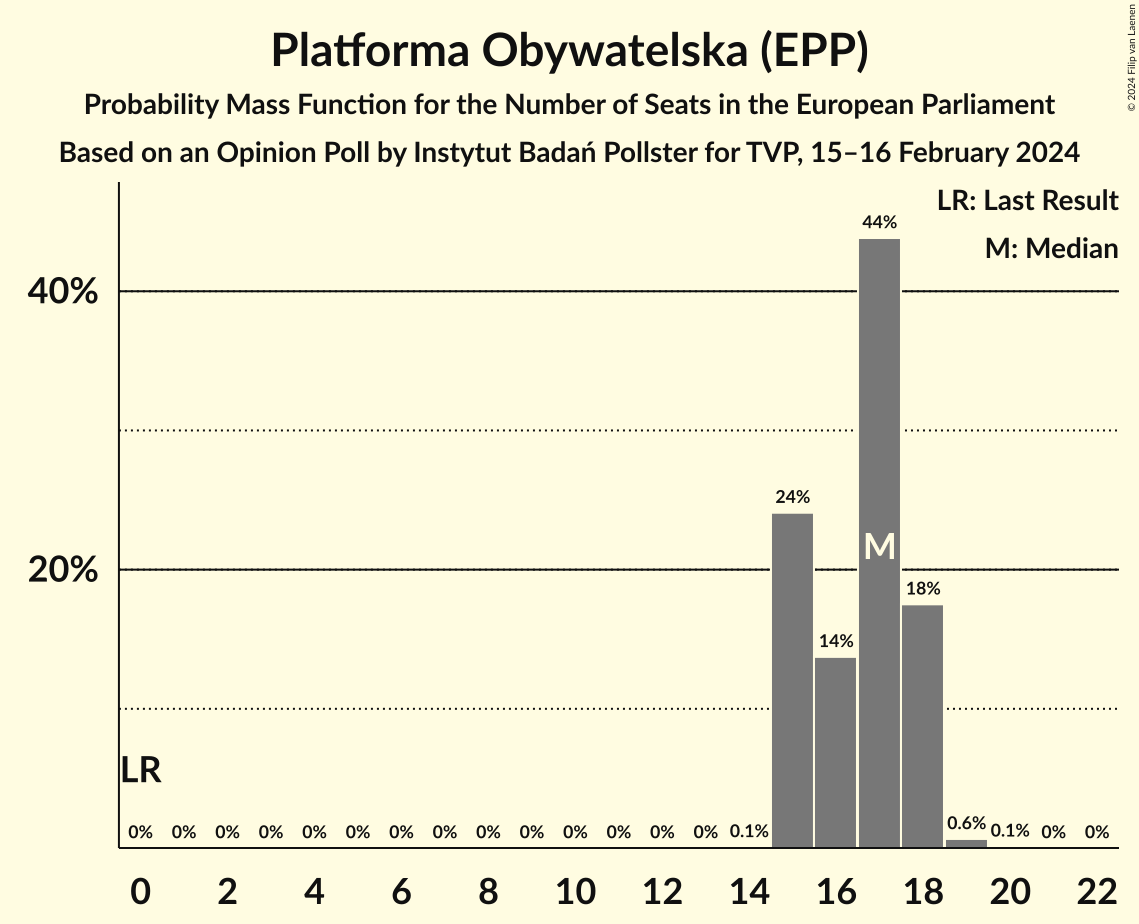 Platforma Obywatelska (EPP)
Probability Mass Function for the Number of Seats in the European Parliament
Based on an Opinion Poll by Instytut Badań Pollster for TVP, 15–16 February 2024
© 2024 Filip van Laenen
LR: Last Result
M: Median
44%
40%
24%
M
20%
18%
14%
LR
0% 0% 0% 0% 0% 0% 0% 0% 0% 0% 0% 0% 0% 0% 0.1% 0.6% 0.1% 0% 0%
0 2 4 6 8 10 12 14 16 18 20 22